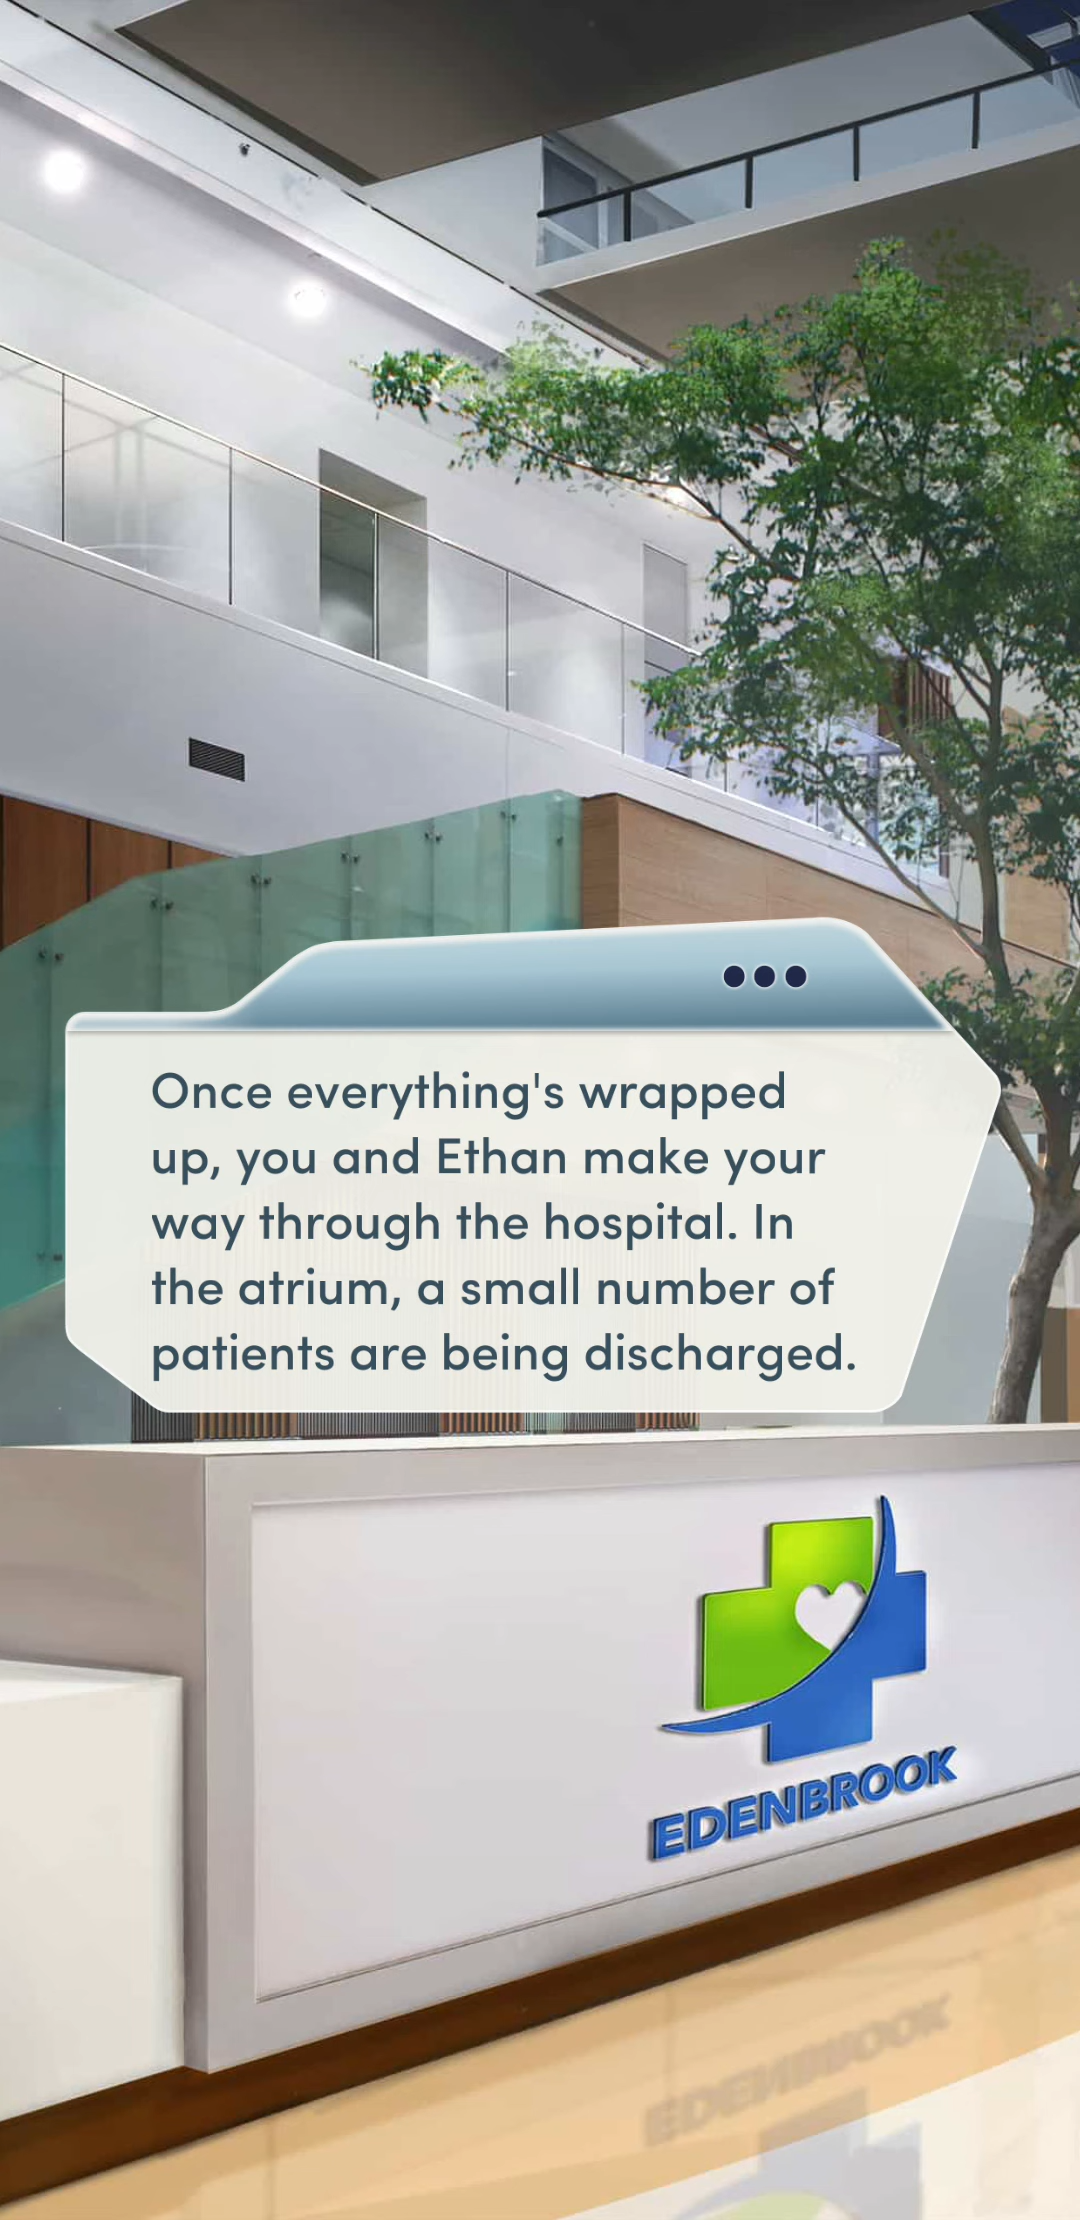 Once everything's wrapped
up, you and Ethan make your
way through the hospital. In
the atrium, a small number of
patients are being discharged.
EDENBROOK